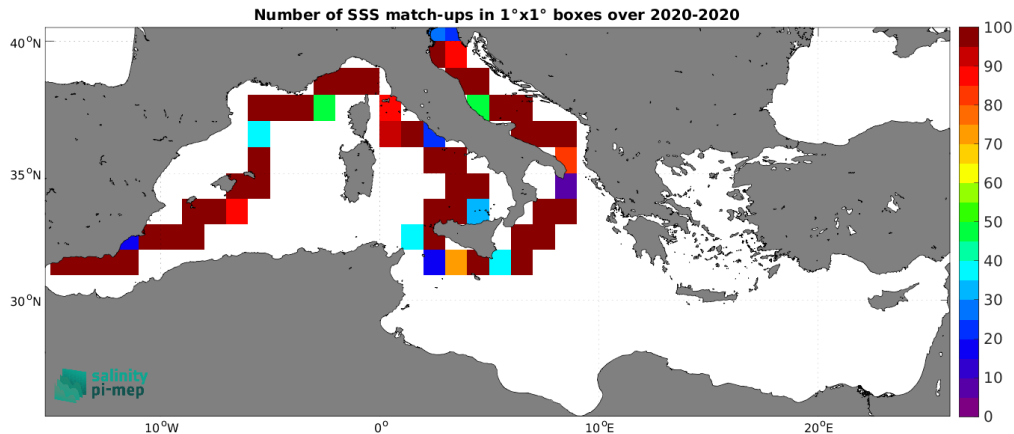 Number of SSS match-ups in 1°x1° boxes over 2020-2020
40°N
35°N
30°N
10°W
0°
10°E
20°E
100
90
80
70
60
50
40
30
20
10
0
salinity
pi-mep